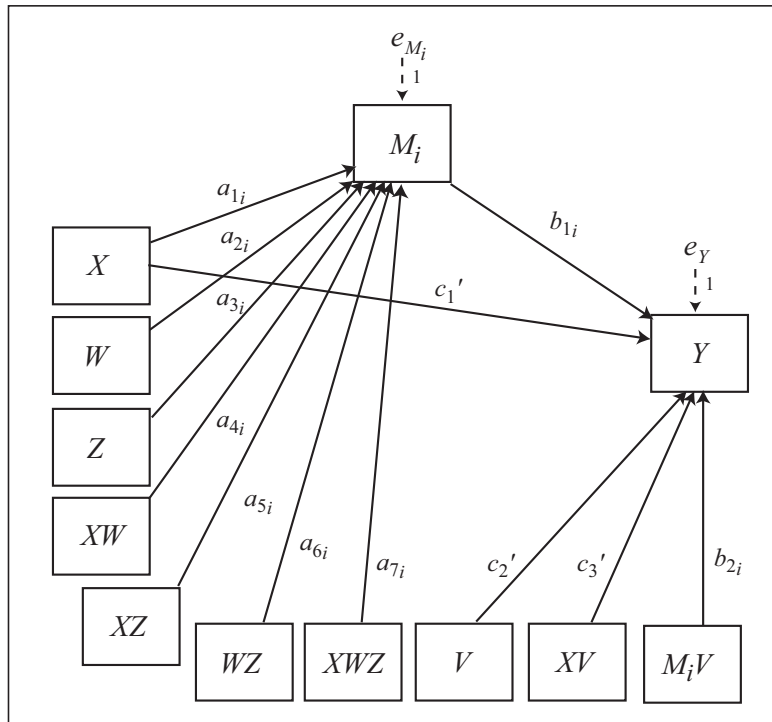 e_{M_i}
1
M_i
a_{1i}
a_{2i}
b_{1i}
X
e_Y
1
c_1′
a_{3i}
W
Y
Z
a_{4i}
XW
a_{5i}
a_{6i}
a_{7i}
c_2′
c_3′
b_{2i}
XZ
WZ
XWZ
V
XV
M_iV